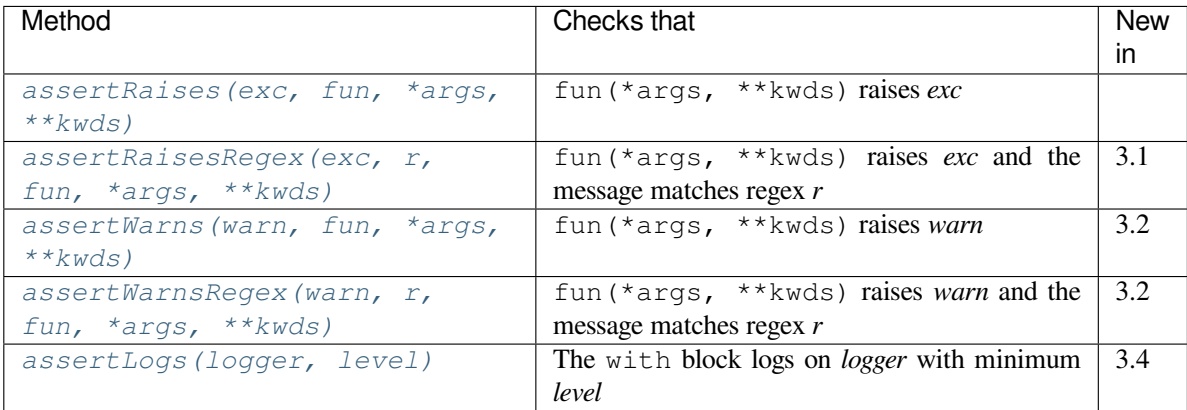 Method Checks that New
in
assertRaises(exc, fun, *args, fun(*args, **kwds) raises exc
**kwds)
assertRaisesRegex(exc, r, fun(*args, **kwds) raises exc and the 3.1
fun, *args, **kwds) message matches regex r
assertWarns(warn, fun, *args, fun(*args, **kwds) raises warn 3.2
**kwds)
assertWarnsRegex(warn, r, fun(*args, **kwds) raises warn and the 3.2
fun, *args, **kwds) message matches regex r
assertLogs(logger, level) The with block logs on logger with minimum 3.4
level